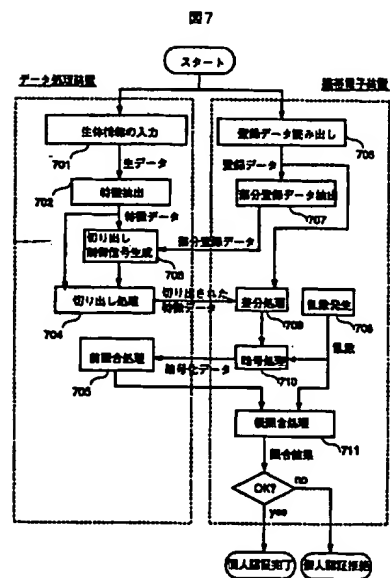 図7
スタート
データ処理装置
携帯電子装置
生体情報の入力
701
生データ
登録データ読み出し
706
登録データ
702
特徴抽出
特徴データ
部分登録データ抽出
707
切り出し
制御信号生成
部分登録データ
切り出し処理
704
切り出された
特徴データ
差分処理
709
乱数発生
前照合処理
705
暗号化データ
暗号処理
710
乱数
後照合処理
711
照合結果
OK?
no
yes
個人認証完了
個人認証拒絶